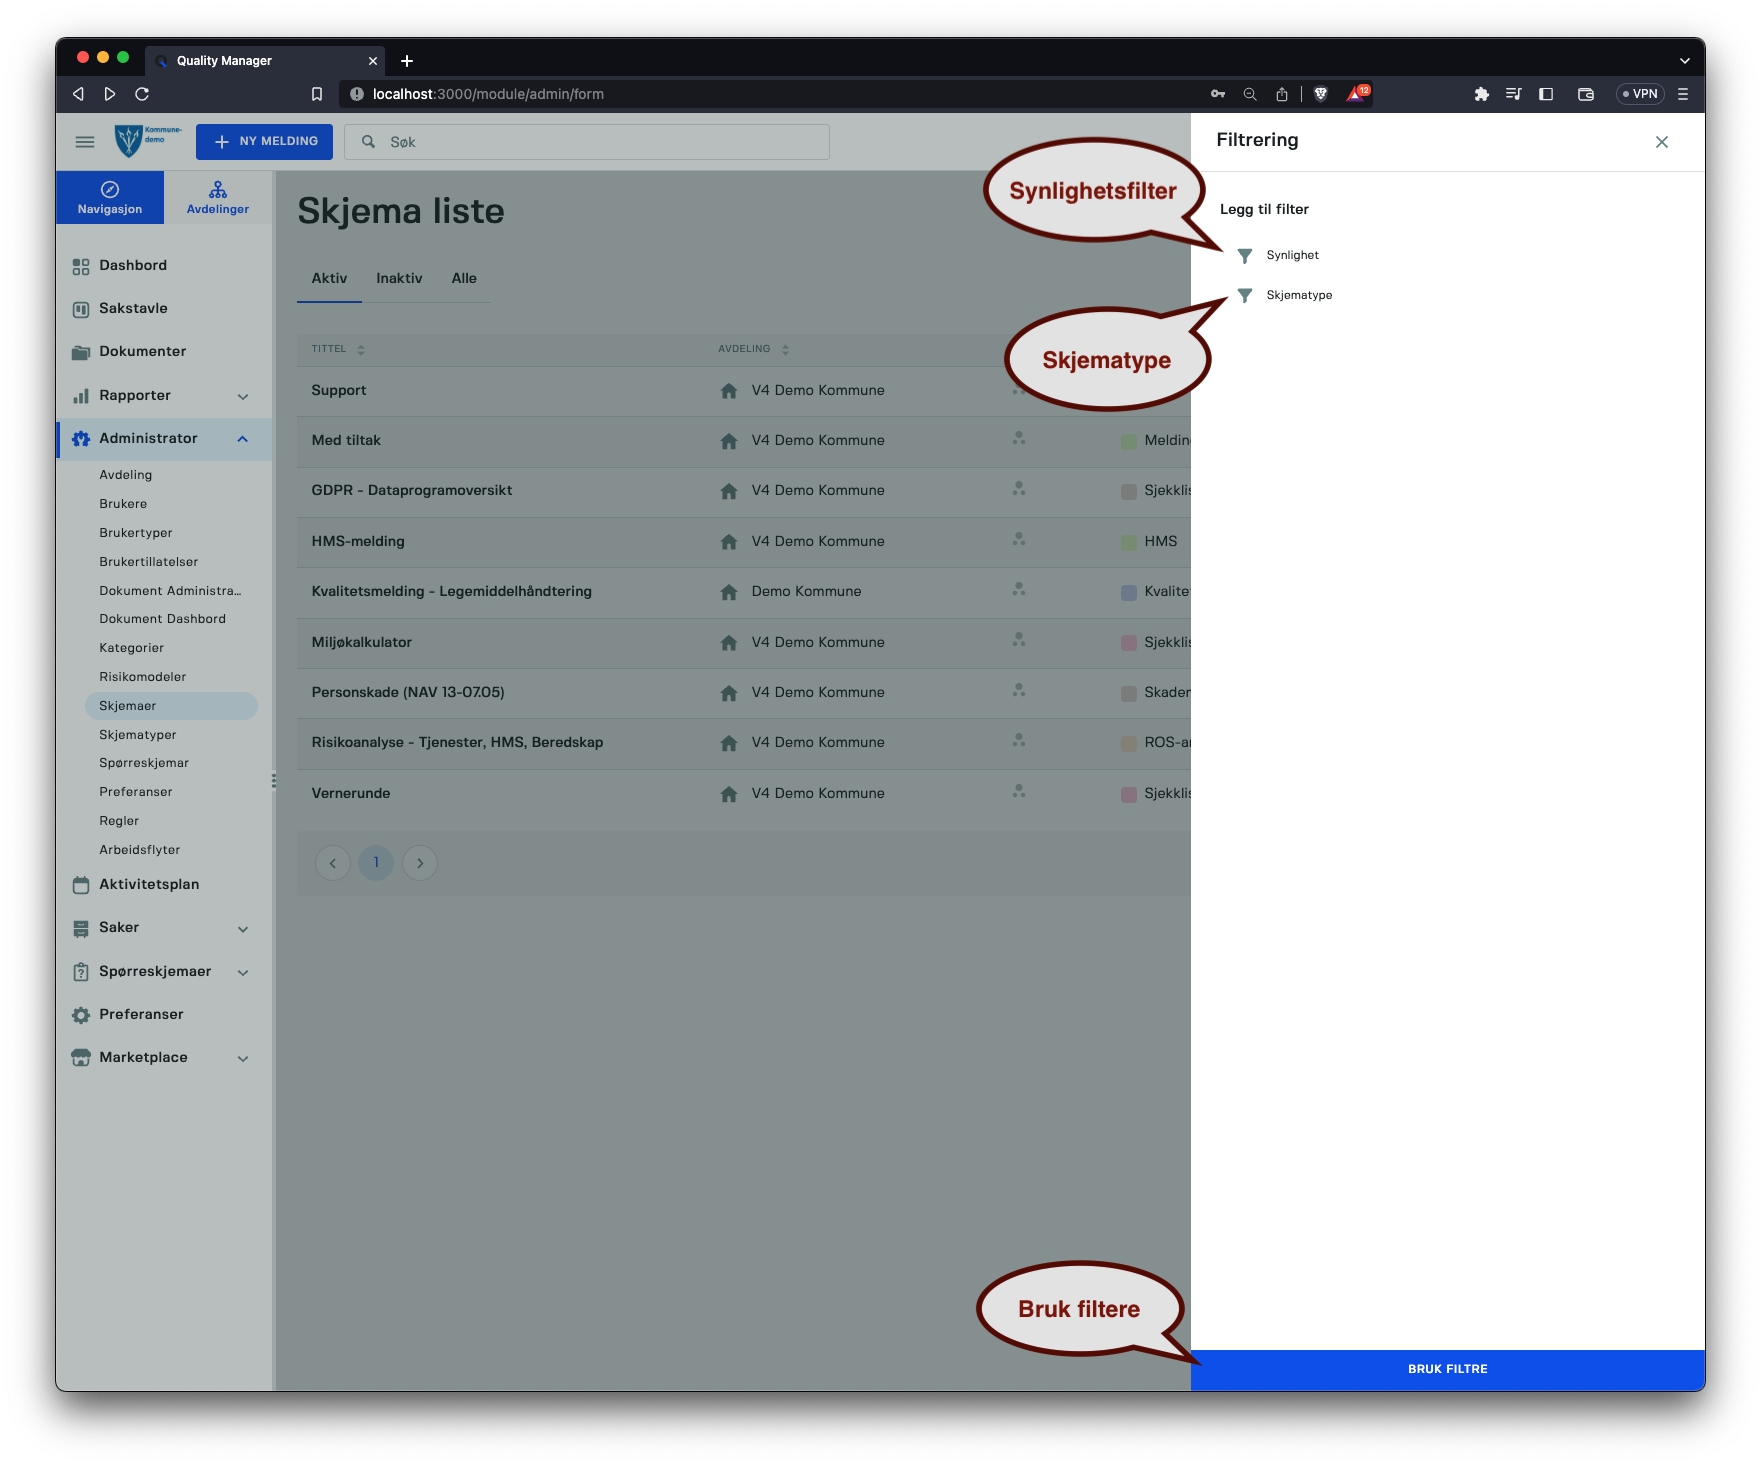 Quality Manager
localhost:3000/module/admin/form
12
VPN
Kommune-
demo
NY MELDING
Søk
Filtrering
Navigasjon
Avdelinger
Skjema liste
Synlighetsfilter
Legg til filter
Synlighet
Skjematype
Dashbord
Sakstavle
Dokumenter
Rapporter
Administrator
Avdeling
Brukere
Brukertyper
Brukertillatelser
Dokument Administra...
Dokument Dashbord
Kategorier
Risikomodeler
Skjemaer
Skjematyper
Spørreskjemar
Preferanser
Regler
Arbeidsflyter
Aktivitetsplan
Saker
Spørreskjemaer
Preferanser
Marketplace
Aktiv Inaktiv Alle
TITTEL AVDELING
Skjematype
Support V4 Demo Kommune
Med tiltak V4 Demo Kommune Meldin
GDPR - Dataprogramoversikt V4 Demo Kommune Sjekklis
HMS-melding V4 Demo Kommune HMS
Kvalitetsmelding - Legemiddelhåndtering Demo Kommune Kvalite
Miljøkalkulator V4 Demo Kommune Sjekklis
Personskade (NAV 13-07.05) V4 Demo Kommune Skader
Risikoanalyse - Tjenester, HMS, Beredskap V4 Demo Kommune ROS-a
Vernerunde V4 Demo Kommune Sjekklis
1
Bruk filtere
BRUK FILTRE